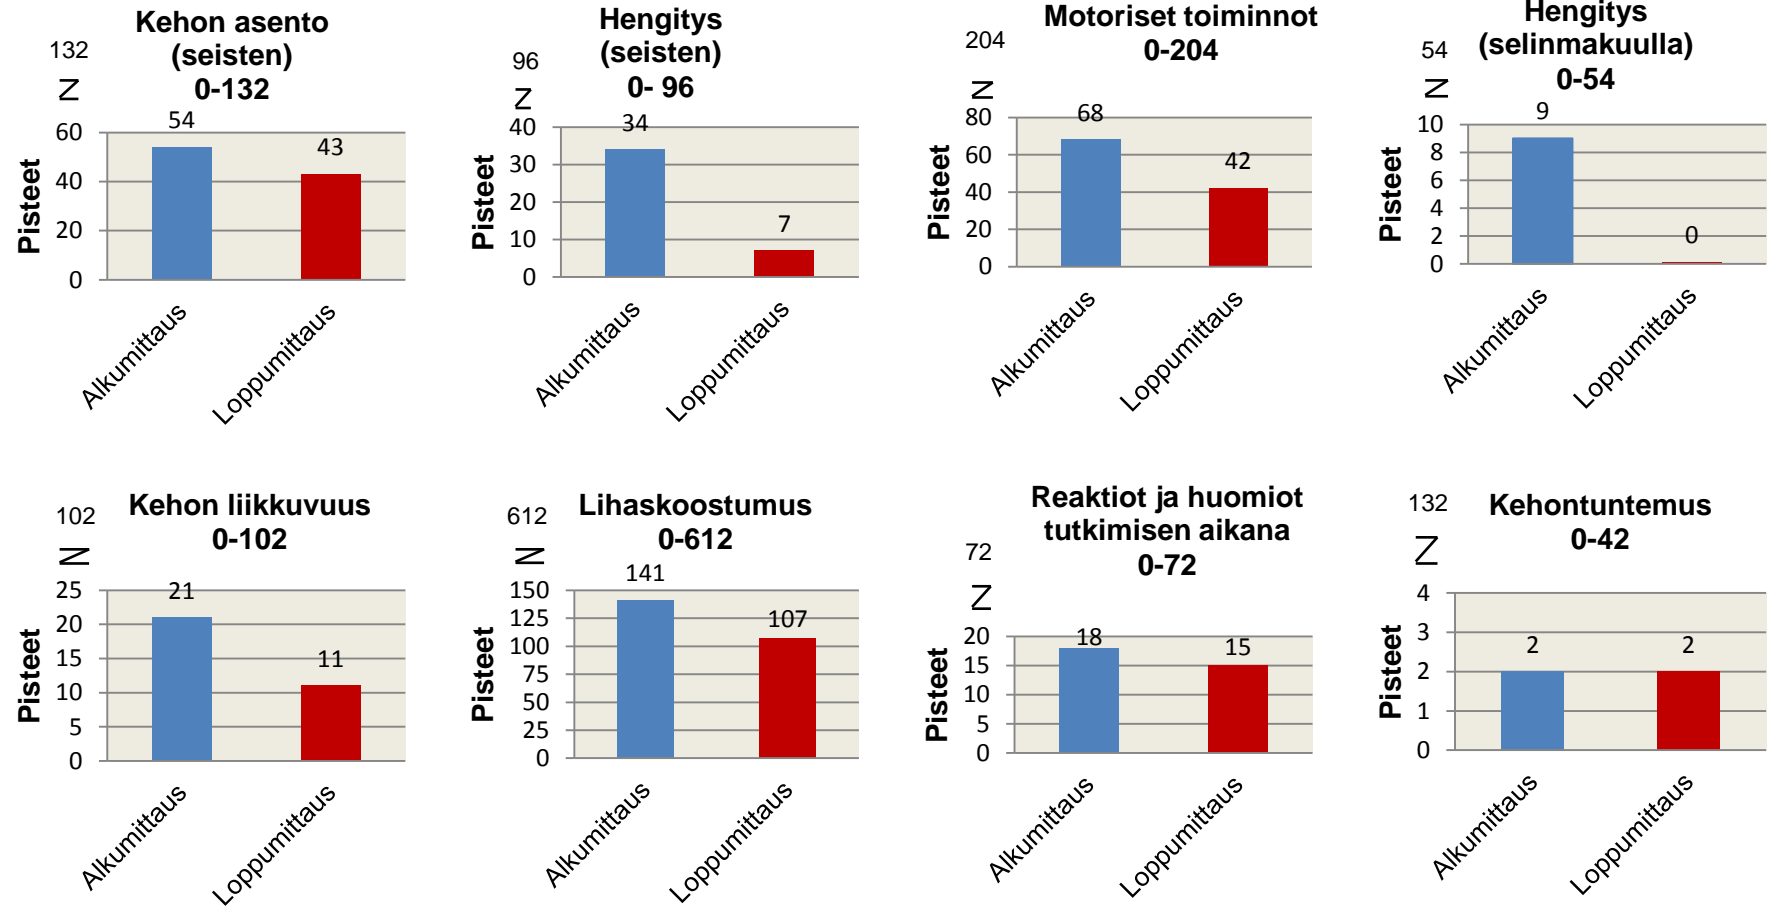 Kehon asento
(seisten)
0-132
132
N
Pisteet
60
40
20
0
54
43
Alkumittaus
Loppumittaus
Hengitys
(seisten)
0- 96
96
N
Pisteet
40
30
20
10
0
34
7
Alkumittaus
Loppumittaus
Motoriset toiminnot
0-204
204
N
Pisteet
80
60
40
20
0
68
42
Alkumittaus
Loppumittaus
Hengitys
(selinmakuulla)
0-54
54
N
Pisteet
10
8
6
4
2
0
9
0
Alkumittaus
Loppumittaus
Kehon liikkuvuus
0-102
102
N
Pisteet
25
20
15
10
5
0
21
11
Alkumittaus
Loppumittaus
Lihaskoostumus
0-612
612
N
Pisteet
150
125
100
75
50
25
0
141
107
Alkumittaus
Loppumittaus
Reaktiot ja huomiot
tutkimisen aikana
0-72
72
N
Pisteet
20
15
10
5
0
18
15
Alkumittaus
Loppumittaus
Kehontuntemus
0-42
132
N
Pisteet
4
3
2
1
0
2
2
Alkumittaus
Loppumittaus